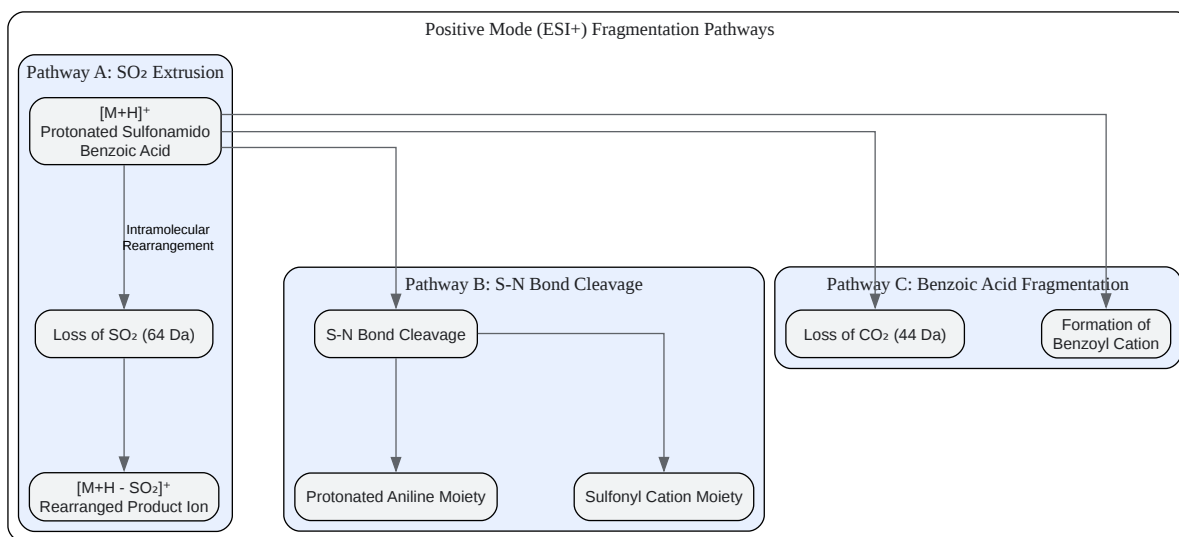 Positive Mode (ESI+) Fragmentation Pathways
Pathway A: SO₂ Extrusion
[M+H]⁺
Protonated Sulfonamido
Benzoic Acid
Intramolecular
Rearrangement
Loss of SO₂ (64 Da)
[M+H - SO₂]⁺
Rearranged Product Ion
Pathway B: S-N Bond Cleavage
S-N Bond Cleavage
Protonated Aniline Moiety
Sulfonyl Cation Moiety
Pathway C: Benzoic Acid Fragmentation
Loss of CO₂ (44 Da)
Formation of
Benzoyl Cation